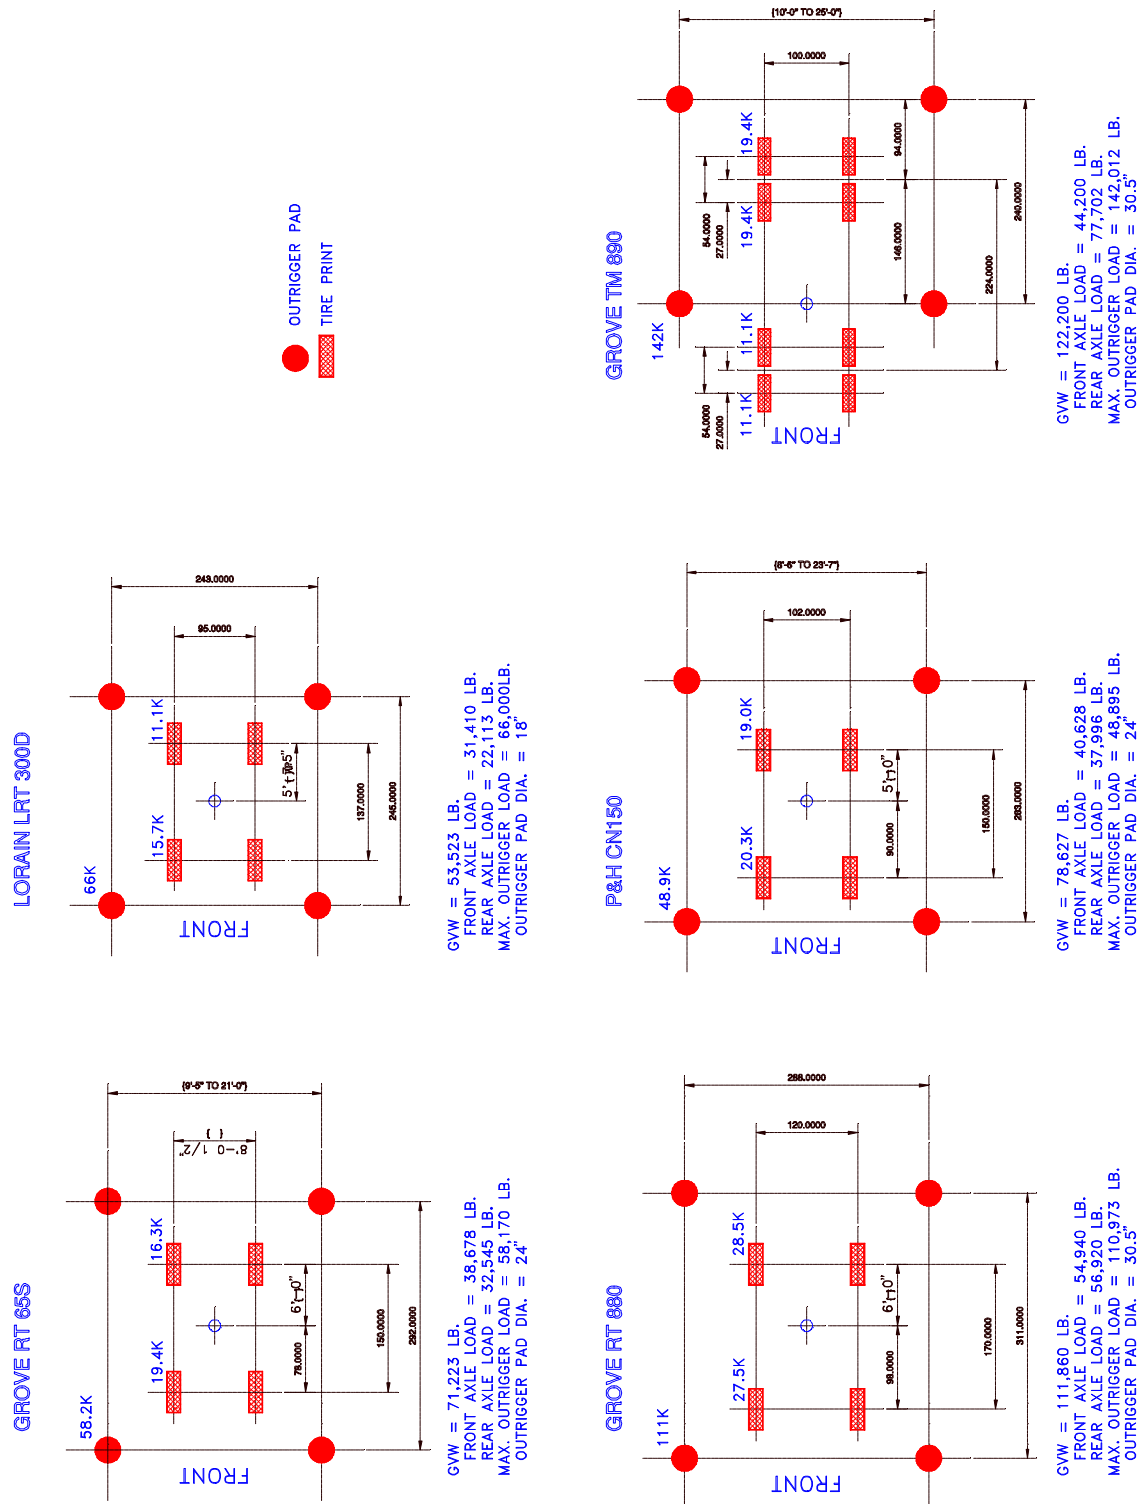 OUTRIGGER PAD
TIRE PRINT
LORAIN LRT 300D
66K
15.7K
11.1K
FRONT
95.0000
243.0000
137.0000
245.0000
GVW = 53,523 LB.
FRONT AXLE LOAD = 31,410 LB.
REAR AXLE LOAD = 22,113 LB.
MAX. OUTRIGGER LOAD = 66,000LB.
OUTRIGGER PAD DIA. = 18"
GROVE RT 65S
58.2K
19.4K
16.3K
FRONT
8'-0 1/2"
{ }
{9'-5" TO 21'-0"}
78.0000
150.0000
292.0000
GVW = 71,223 LB.
FRONT AXLE LOAD = 38,678 LB.
REAR AXLE LOAD = 32,545 LB.
MAX. OUTRIGGER LOAD = 58,170 LB.
OUTRIGGER PAD DIA. = 24"
GROVE TM 890
142K
11.1K
11.1K
19.4K
19.4K
FRONT
100.0000
{10'-0" TO 25'-0"}
54.0000
27.0000
54.0000
27.0000
94.0000
146.0000
224.0000
240.0000
GVW = 122,200 LB.
FRONT AXLE LOAD = 44,200 LB.
REAR AXLE LOAD = 77,702 LB.
MAX. OUTRIGGER LOAD = 142,012 LB.
OUTRIGGER PAD DIA. = 30.5"
P&H CN150
48.9K
20.3K
19.0K
FRONT
102.0000
90.0000
150.0000
283.0000
GVW = 78,627 LB.
FRONT AXLE LOAD = 40,628 LB.
REAR AXLE LOAD = 37,996 LB.
MAX. OUTRIGGER LOAD = 48,895 LB.
OUTRIGGER PAD DIA. = 24"
GROVE RT 880
111K
27.5K
28.5K
FRONT
120.0000
288.0000
98.0000
170.0000
311.0000
GVW = 111,860 LB.
FRONT AXLE LOAD = 54,940 LB.
REAR AXLE LOAD = 56,920 LB.
MAX. OUTRIGGER LOAD = 110,973 LB.
OUTRIGGER PAD DIA. = 30.5"